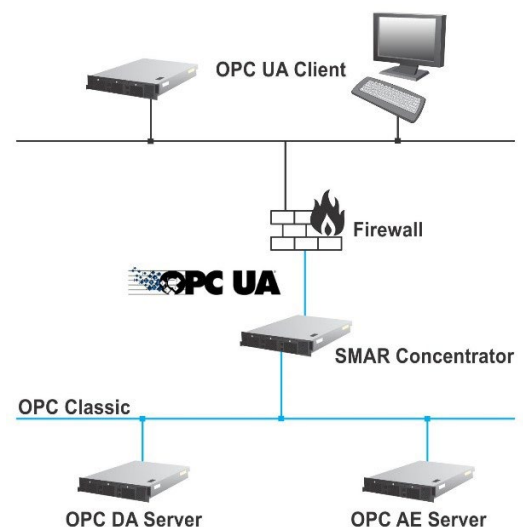 OPC UA Client
Firewall
OPC UA
SMAR Concentrator
OPC Classic
OPC DA Server
OPC AE Server